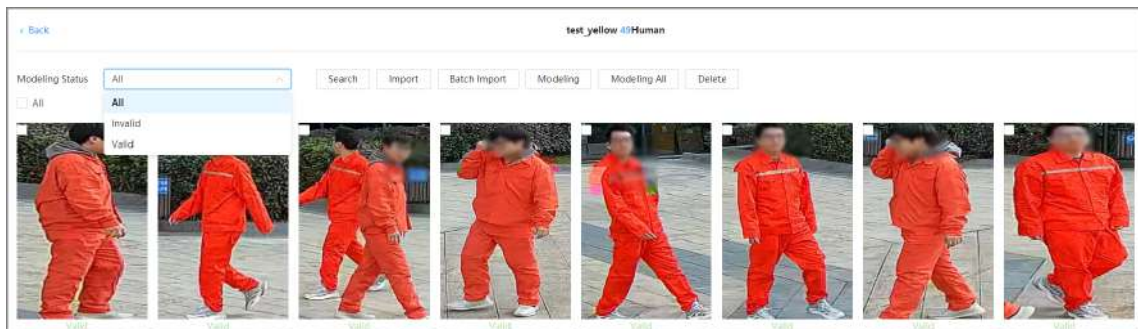 ‹ Back
test_yellow 49Human
Modeling Status All Search Import Batch Import Modeling Modeling All Delete
All
All
Invalid
Valid
Valid Valid Valid Valid Valid Valid Valid Valid